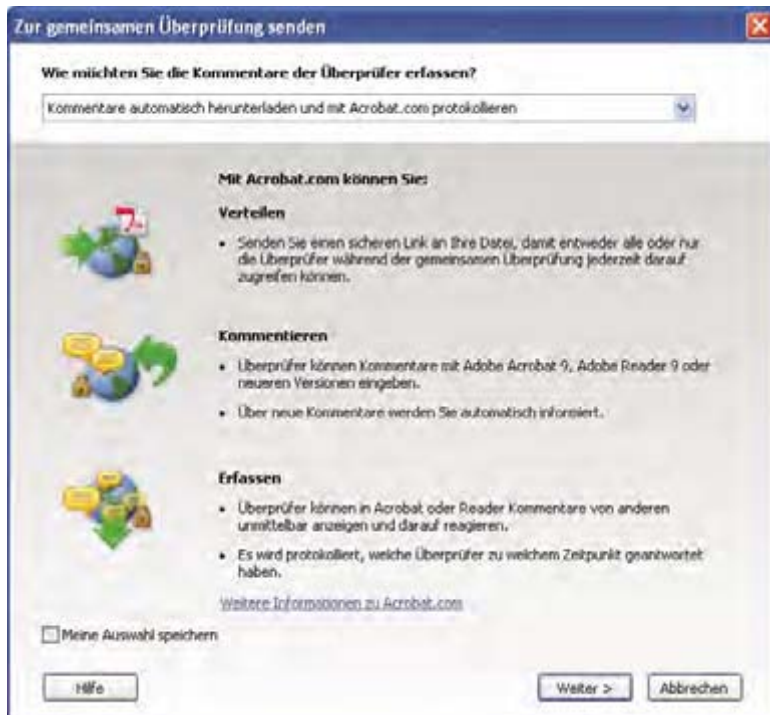 Zur gemeinsamen Überprüfung senden
Wie möchten Sie die Kommentare der Überprüfer erfassen?
Kommentare automatisch herunterladen und mit Acrobat.com protokollieren
Mit Acrobat.com können Sie:
Verteilen
• Senden Sie einen sicheren Link an Ihre Datei, damit entweder alle oder nur
die Überprüfer während der gemeinsamen Überprüfung jederzeit darauf
zugreifen können.
Kommentieren
• Überprüfer können Kommentare mit Adobe Acrobat 9, Adobe Reader 9 oder
neueren Versionen eingeben.
• Über neue Kommentare werden Sie automatisch informiert.
Erfassen
• Überprüfer können in Acrobat oder Reader Kommentare von anderen
unmittelbar anzeigen und darauf reagieren.
• Es wird protokolliert, welche Überprüfer zu welchem Zeitpunkt geantwortet
haben.
Weitere Informationen zu Acrobat.com
Meine Auswahl speichern
Hilfe
Weiter >
Abbrechen